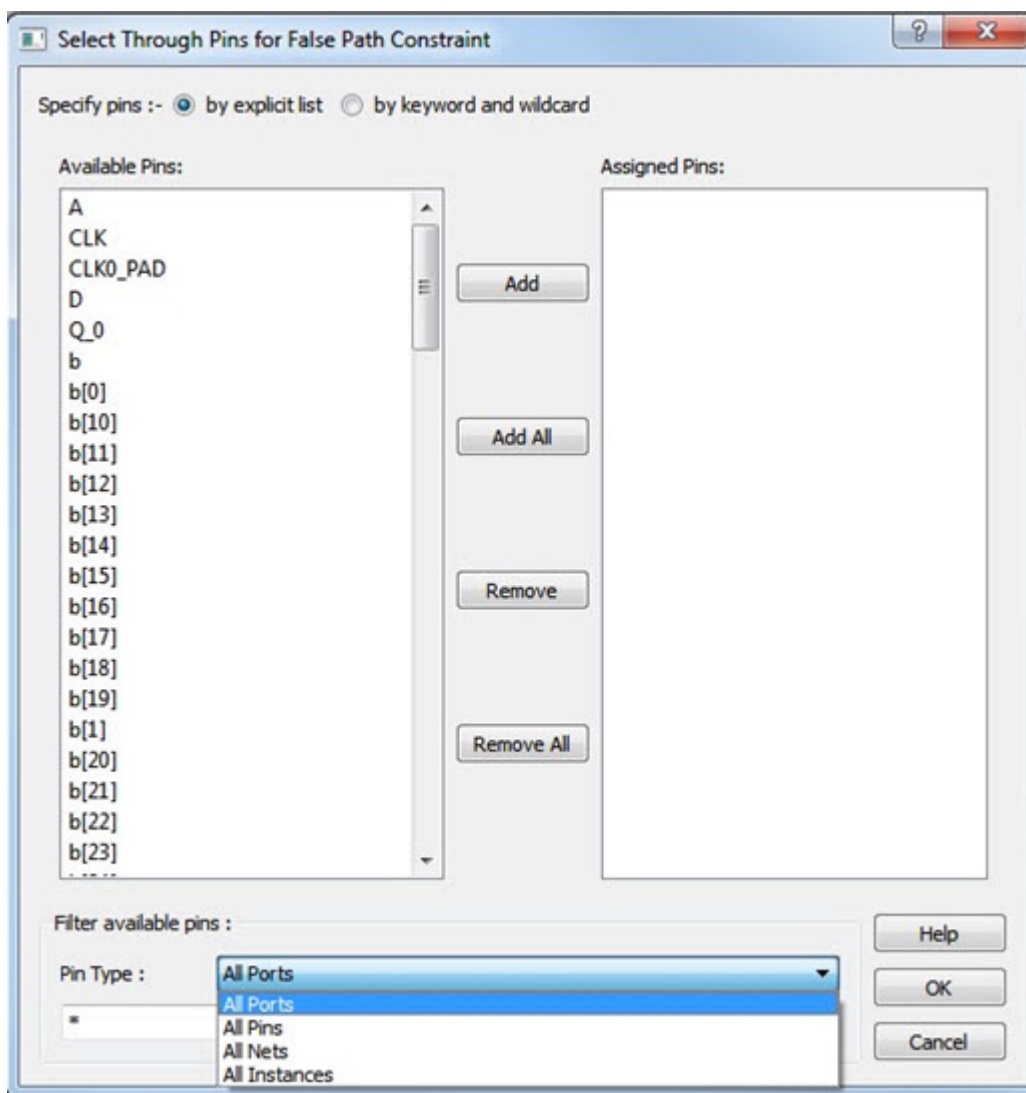 Select Through Pins for False Path Constraint
Specify pins :- by explicit list by keyword and wildcard
Available Pins:
Assigned Pins:
A
CLK
CLK0_PAD
D
Q_0
b
b[0]
b[10]
b[11]
b[12]
b[13]
b[14]
b[15]
b[16]
b[17]
b[18]
b[19]
b[1]
b[20]
b[21]
b[22]
b[23]
Add
Add All
Remove
Remove All
Filter available pins :
Pin Type : All Ports
*
All Ports
All Pins
All Nets
All Instances
Help
OK
Cancel